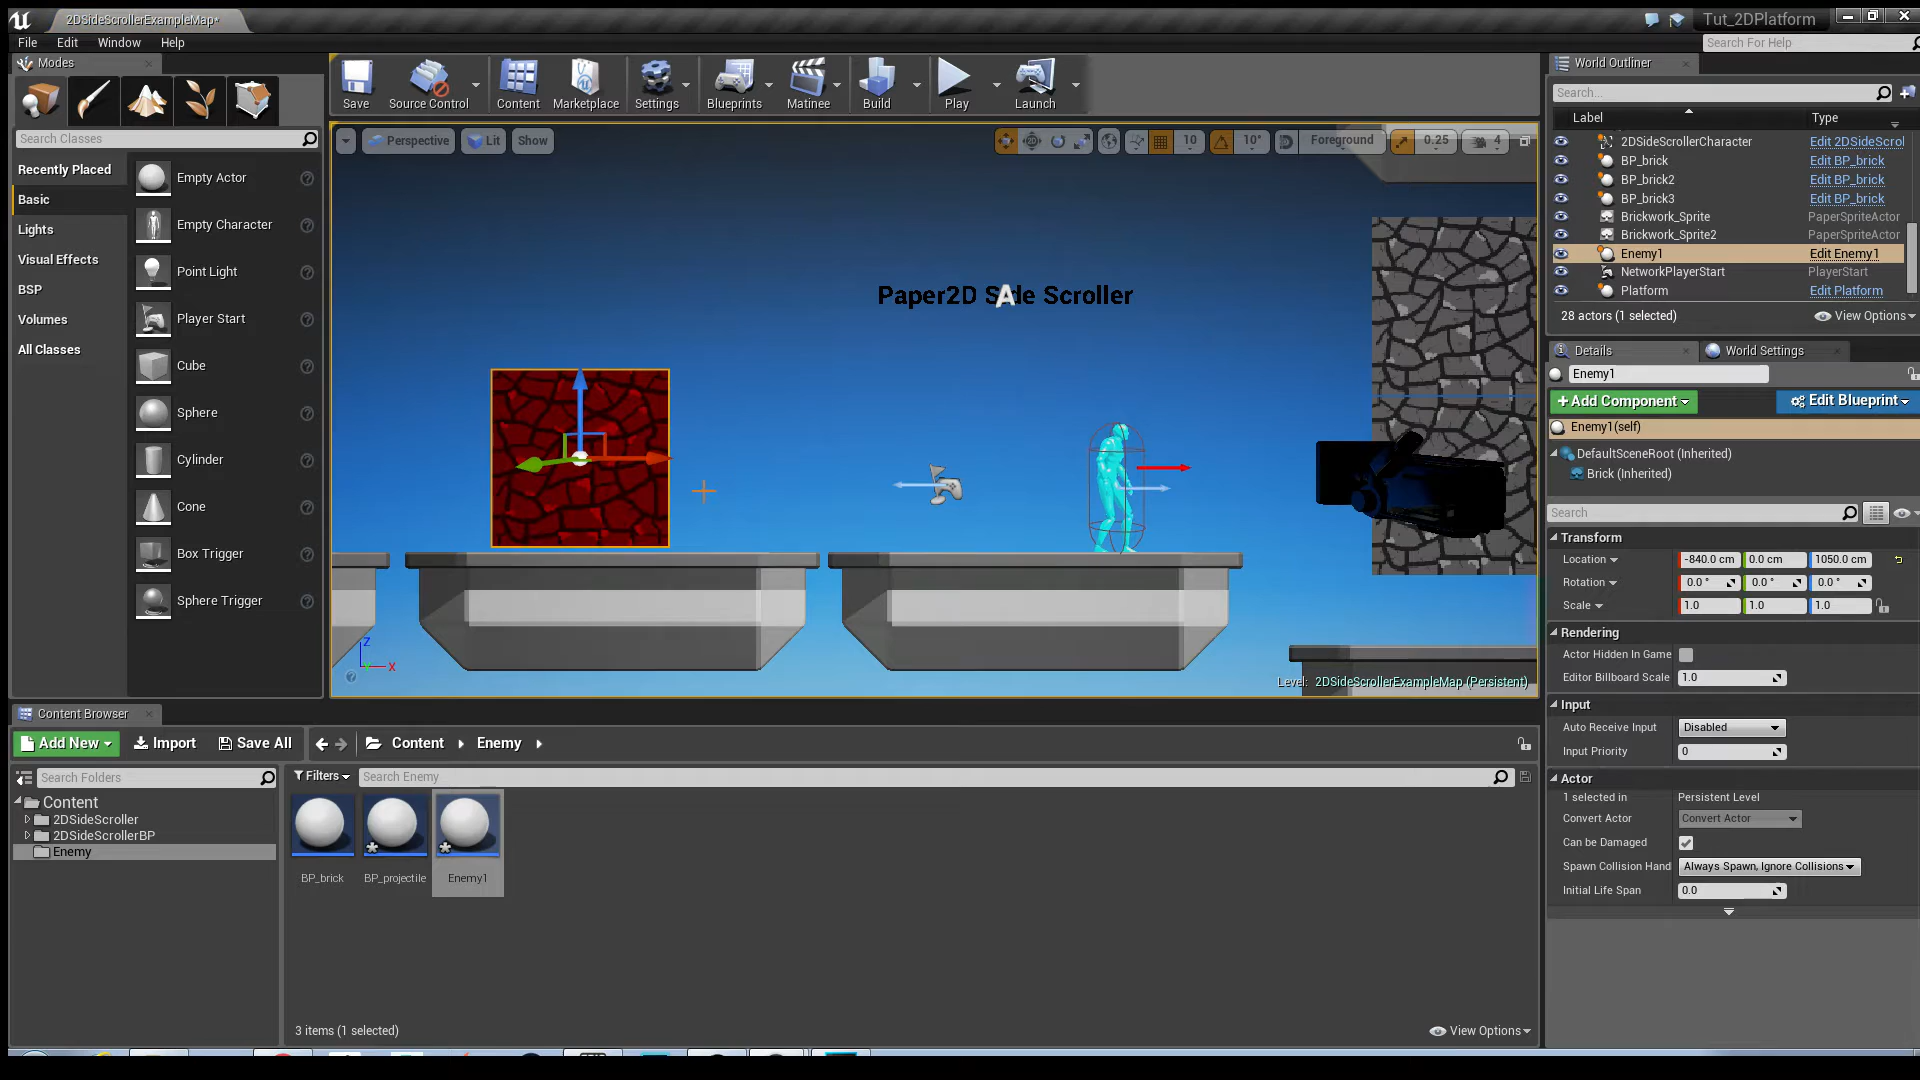 2DSideScrollerExampleMap*
Tut_2DPlatform
File Edit Window Help
Search For Help
Modes
Save Source Control Content Marketplace Settings Blueprints Matinee Build Play Launch
Search Classes
Recently Placed
Basic
Lights
Visual Effects
BSP
Volumes
All Classes
Empty Actor
Empty Character
Point Light
Player Start
Cube
Sphere
Cylinder
Cone
Box Trigger
Sphere Trigger
Perspective Lit Show
10 10° Foreground 0.25 4
Paper2D Side Scroller
A
Z
X
Level: 2DSideScrollerExampleMap (Persistent)
World Outliner
Search...
Label Type
2DSideScrollerCharacter Edit 2DSideScrol
BP_brick Edit BP_brick
BP_brick2 Edit BP_brick
BP_brick3 Edit BP_brick
Brickwork_Sprite PaperSpriteActor
Brickwork_Sprite2 PaperSpriteActor
Enemy1 Edit Enemy1
NetworkPlayerStart PlayerStart
Platform Edit Platform
28 actors (1 selected) View Options
Details World Settings
Enemy1
+Add Component Edit Blueprint
Enemy1(self)
DefaultSceneRoot (Inherited)
Brick (Inherited)
Search
Transform
Location -840.0 cm 0.0 cm 1050.0 cm
Rotation 0.0 ° 0.0 ° 0.0 °
Scale 1.0 1.0 1.0
Rendering
Actor Hidden In Game
Editor Billboard Scale 1.0
Input
Auto Receive Input Disabled
Input Priority 0
Actor
1 selected in Persistent Level
Convert Actor Convert Actor
Can be Damaged
Spawn Collision Hand Always Spawn, Ignore Collisions
Initial Life Span 0.0
Content Browser
Add New Import Save All Content Enemy
Search Folders
Filters Search Enemy
Content
2DSideScroller
2DSideScrollerBP
Enemy
BP_brick BP_projectile Enemy1
3 items (1 selected) View Options